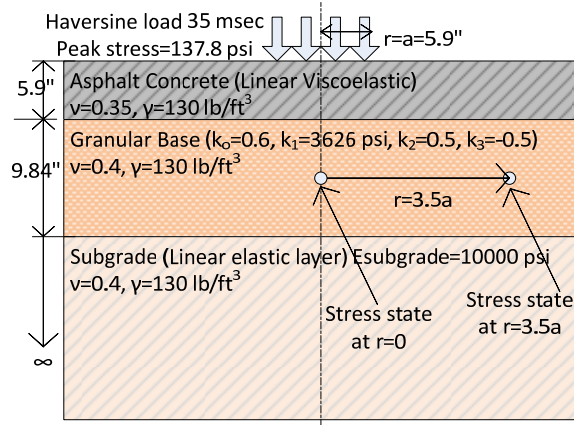 Haversine load 35 msec
Peak stress=137.8 psi
r=a=5.9"
5.9"
Asphalt Concrete (Linear Viscoelastic)
ν=0.35, γ=130 lb/ft³
Granular Base (kₒ=0.6, k₁=3626 psi, k₂=0.5, k₃=-0.5)
ν=0.4, γ=130 lb/ft³
9.84"
r=3.5a
Subgrade (Linear elastic layer) Esubgrade=10000 psi
ν=0.4, γ=130 lb/ft³
Stress state
at r=0
Stress state
at r=3.5a
∞